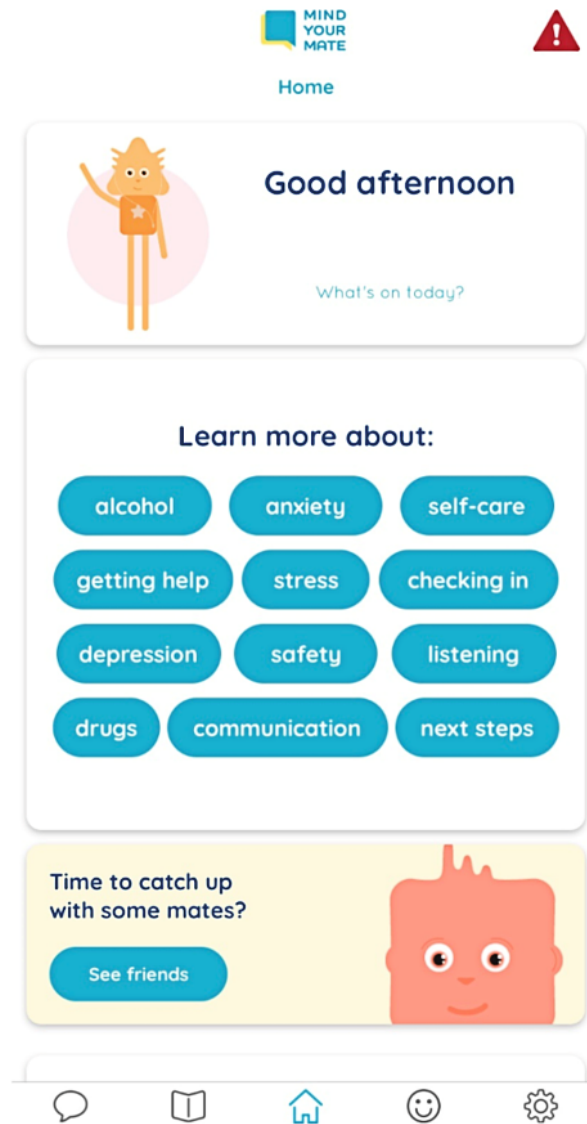 MIND
YOUR
MATE
!
Home
Good afternoon
What's on today?
Learn more about:
alcohol anxiety self-care
getting help stress checking in
depression safety listening
drugs communication next steps
Time to catch up
with some mates?
See friends